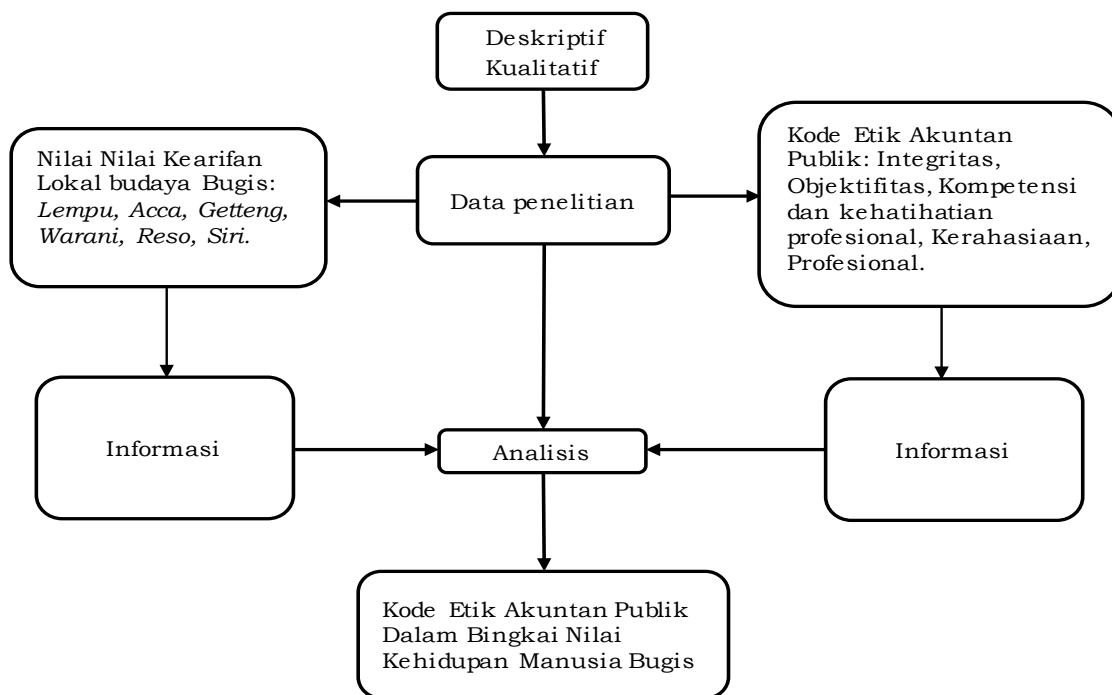 Deskriptif
Kualitatif
Nilai Nilai Kearifan
Lokal budaya Bugis:
Lempu, Acca, Getteng,
Warani, Reso, Siri.
Data penelitian
Kode Etik Akuntan
Publik: Integritas,
Objektifitas, Kompetensi
dan kehatihatian
profesional, Kerahasiaan,
Profesional.
Informasi
Analisis
Informasi
Kode Etik Akuntan Publik
Dalam Bingkai Nilai
Kehidupan Manusia Bugis